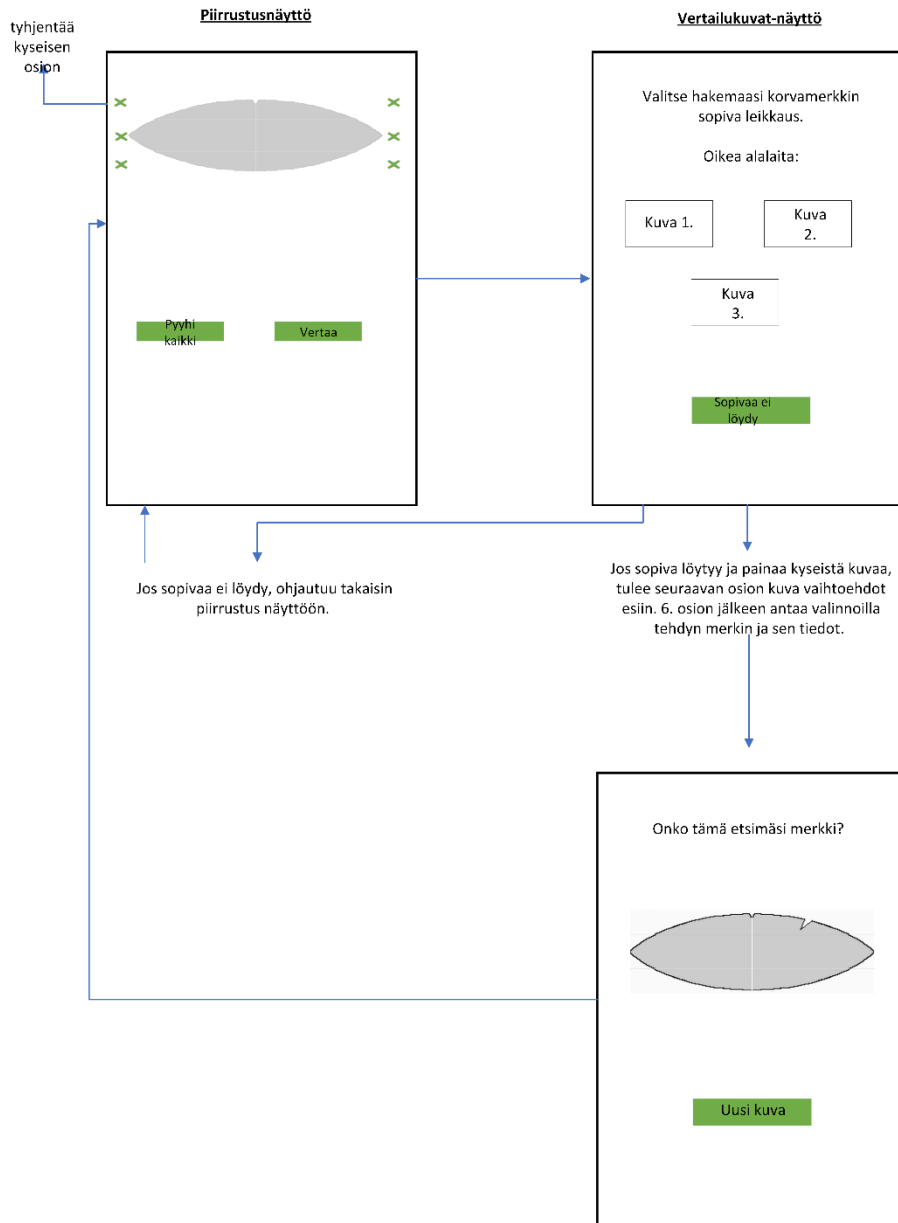 Piirrustusnäyttö
Vertailukuvat-näyttö
tyhjentää
kyseisen
osion
Valitse hakemaasi korvamerkkin
sopiva leikkaus.
Oikea alalaita:
Kuva 1.
Kuva
2.
Kuva
3.
Pyyhi
kaikki
Vertaa
Sopivaa ei
löydy
Jos sopivaa ei löydy, ohjautuu takaisin
piirrustus näyttöön.
Jos sopiva löytyy ja painaa kyseistä kuvaa,
tulee seuraavan osion kuva vaihtoehdot
esiin. 6. osion jälkeen antaa valinnoilla
tehdyn merkin ja sen tiedot.
Onko tämä etsimäsi merkki?
Uusi kuva